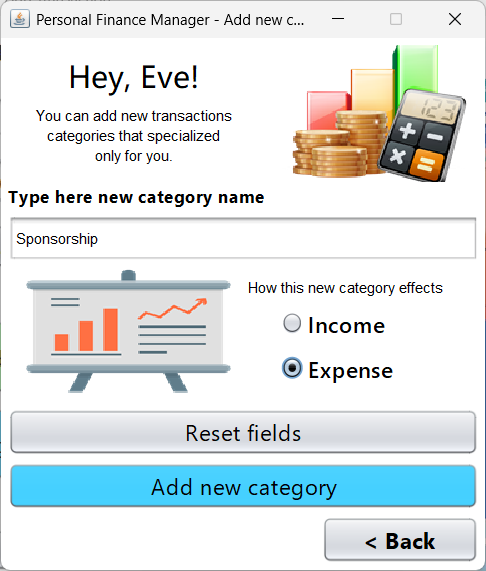 Personal Finance Manager - Add new c...
Hey, Eve!
You can add new transactions
categories that specialized
only for you.
123
Type here new category name
Sponsorship
How this new category effects
Income
Expense
Reset fields
Add new category
< Back